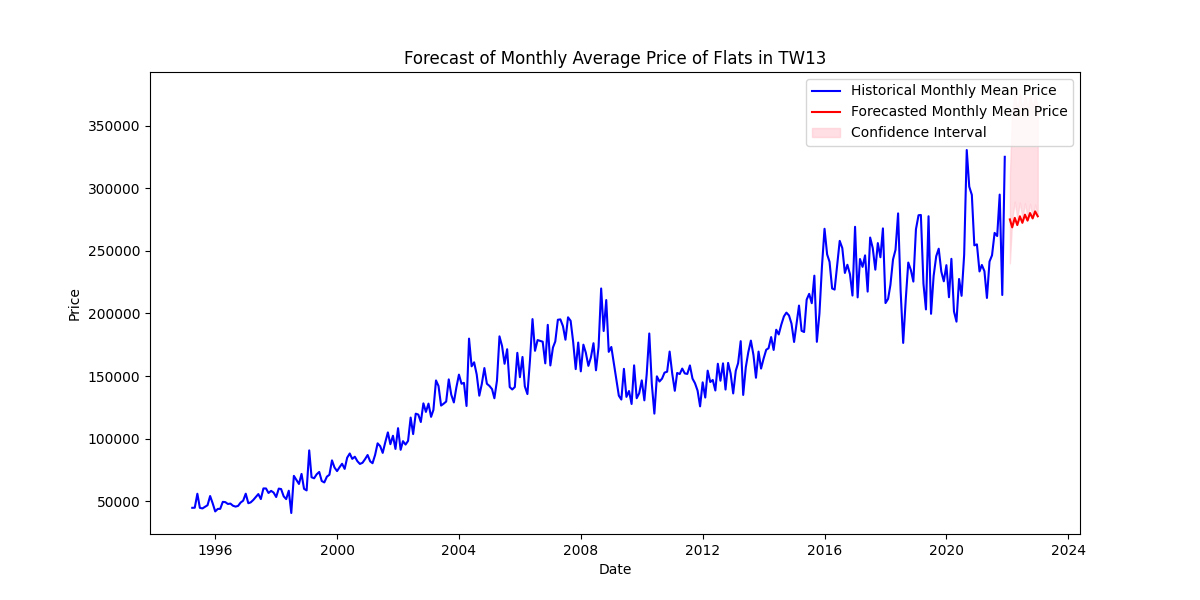 Forecast of Monthly Average Price of Flats in TW13
Historical Monthly Mean Price
Forecasted Monthly Mean Price
Confidence Interval
350000
300000
250000
200000
150000
100000
50000
Price
1996 2000 2004 2008 2012 2016 2020 2024
Date